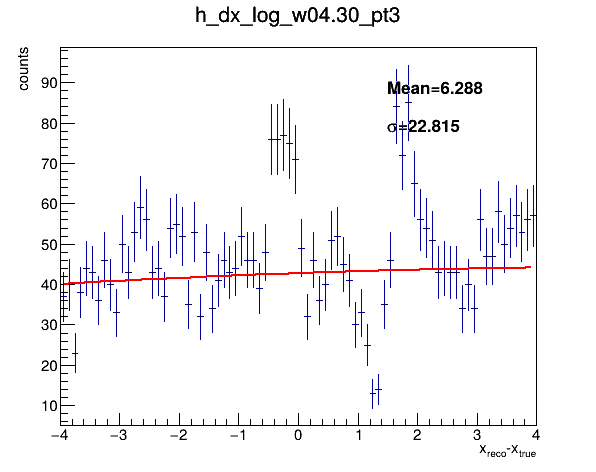 h_dx_log_w04.30_pt3
counts
90
80
70
60
50
40
30
20
10
Mean=6.288
σ=22.815
−4 −3 −2 −1 0 1 2 3 4
x_reco-x_true